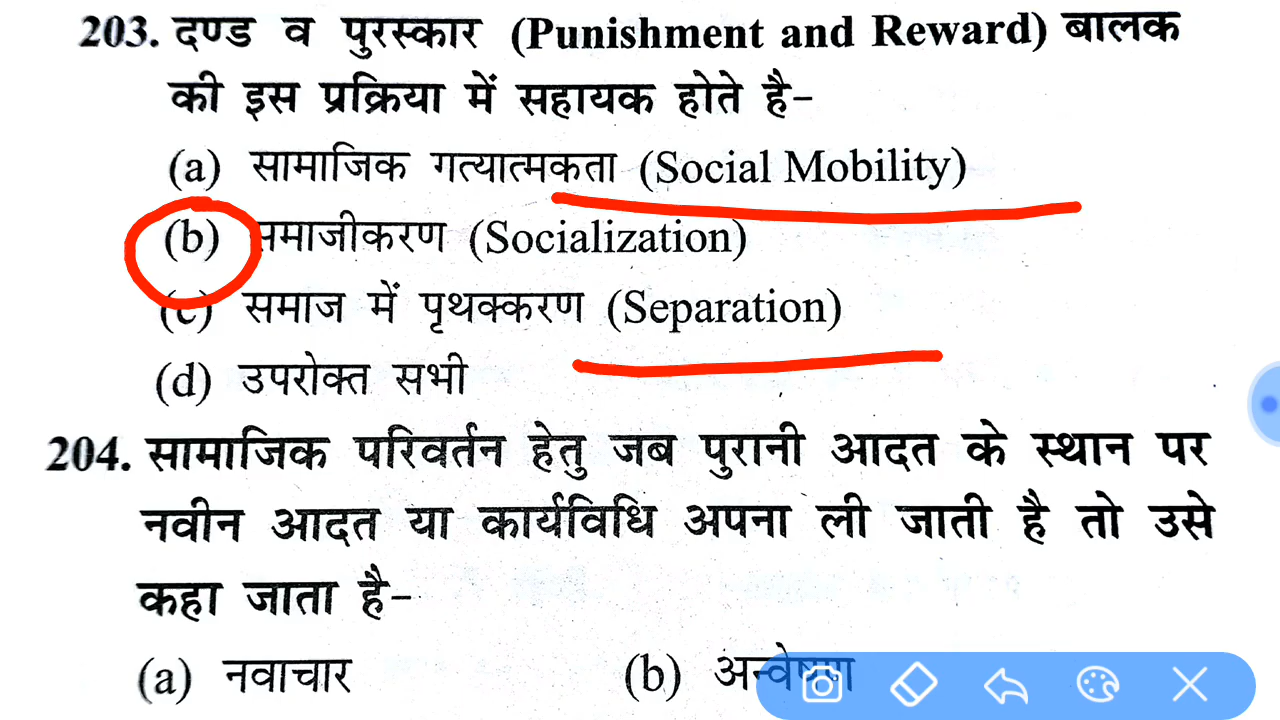 203. दण्ड व पुरस्कार (Punishment and Reward) बालक
की इस प्रक्रिया में सहायक होते है-
(a) सामाजिक गत्यात्मकता (Social Mobility)
(b) समाजीकरण (Socialization)
(c) समाज में पृथक्करण (Separation)
(d) उपरोक्त सभी
204. सामाजिक परिवर्तन हेतु जब पुरानी आदत के स्थान पर
नवीन आदत या कार्यविधि अपना ली जाती है तो उसे
कहा जाता है-
(a) नवाचार (b) अन्वेषण